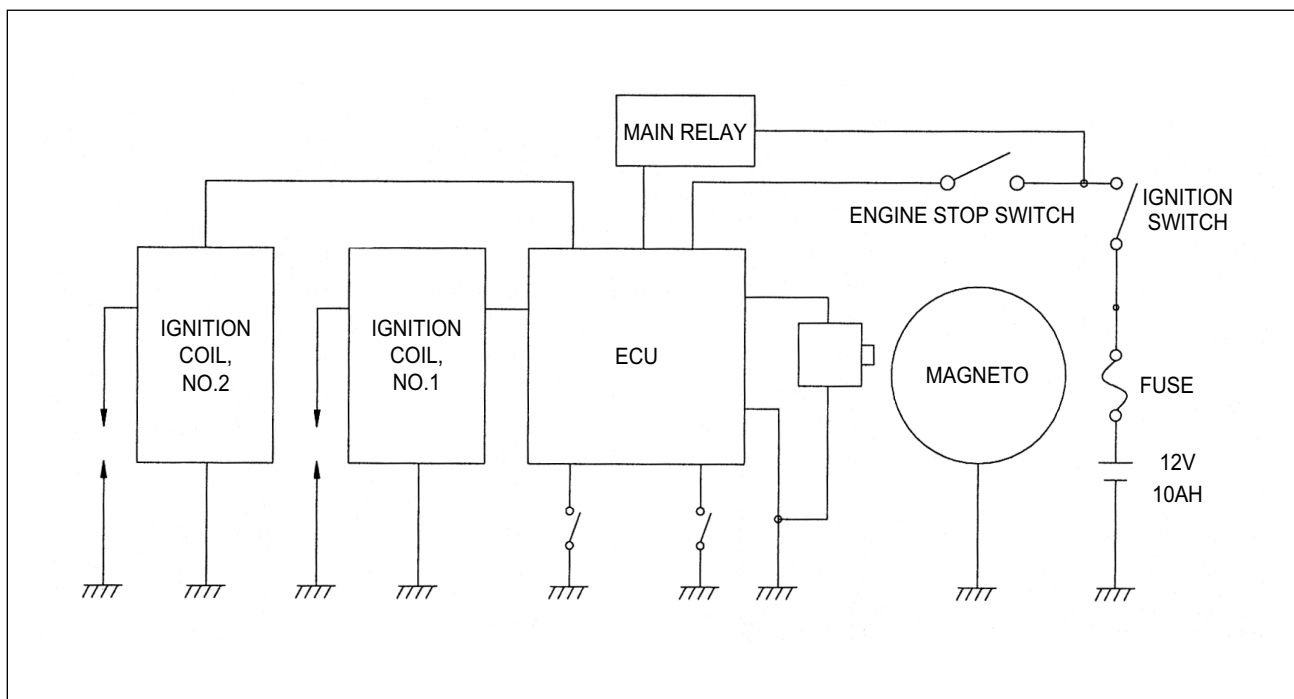 MAIN RELAY
ENGINE STOP SWITCH
IGNITION
SWITCH
IGNITION
COIL,
NO.2
IGNITION
COIL,
NO.1
ECU
MAGNETO
FUSE
12V
10AH